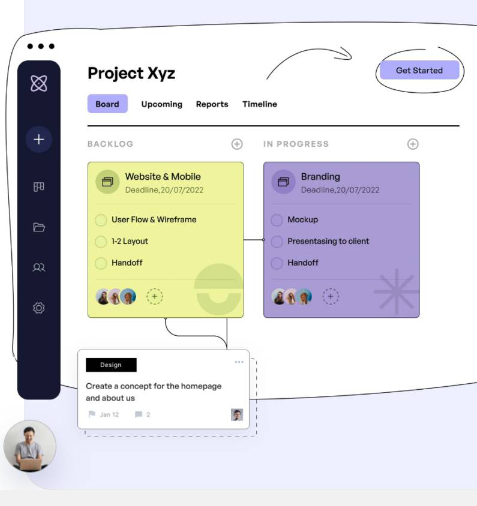 Project Xyz
Get Started
Board Upcoming Reports Timeline
BACKLOG
IN PROGRESS
Website & Mobile
Deadline,20/07/2022
User Flow & Wireframe
1-2 Layout
Handoff
Branding
Deadline,20/07/2022
Mockup
Presentasing to client
Handoff
Design
Create a concept for the homepage
and about us
Jan 12 2